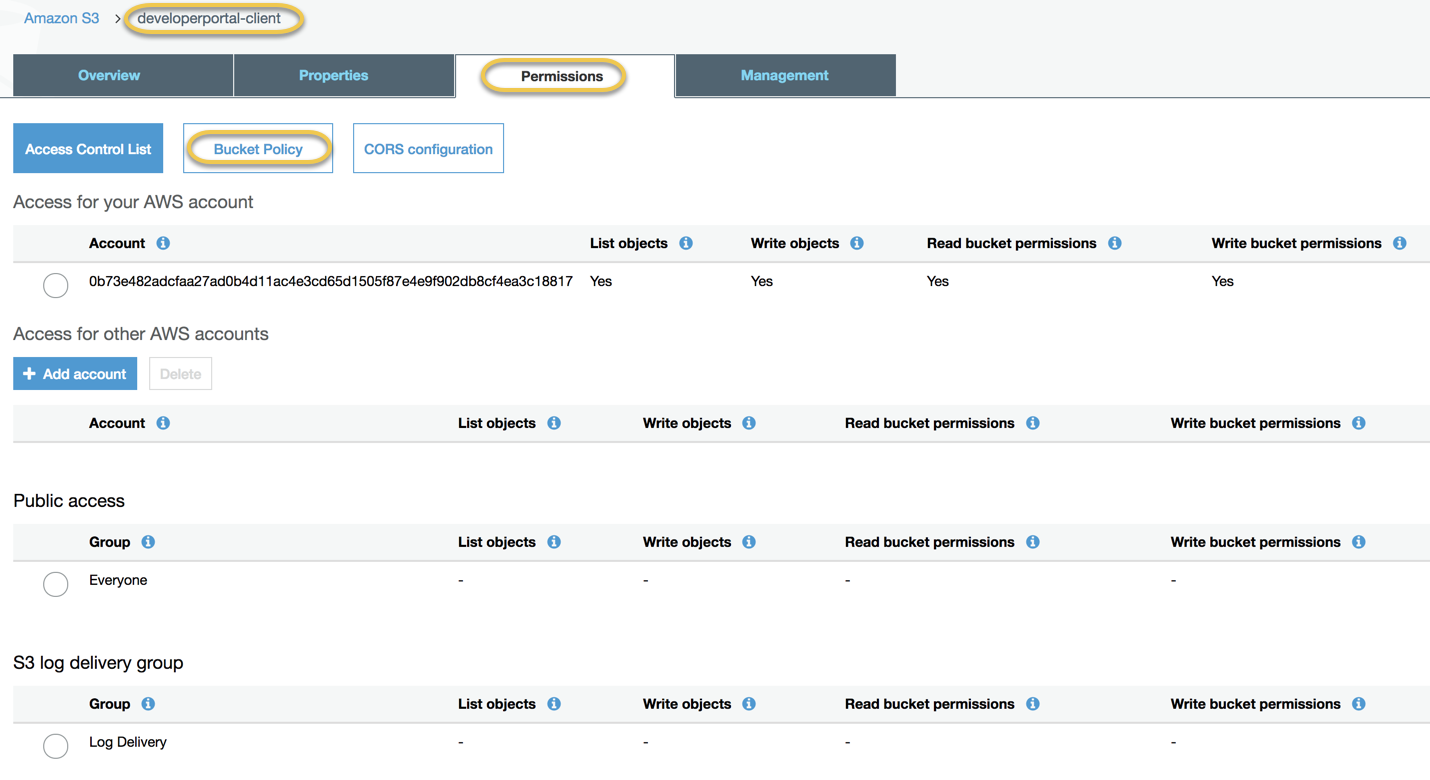 Amazon S3 > developerportal-client
Overview Properties Permissions Management
Access Control List Bucket Policy CORS configuration
Access for your AWS account
Account List objects Write objects Read bucket permissions Write bucket permissions
0b73e482adcfaa27ad0b4d11ac4e3cd65d1505f87e4e9f902db8cf4ea3c18817 Yes Yes Yes Yes
Access for other AWS accounts
+ Add account Delete
Account List objects Write objects Read bucket permissions Write bucket permissions
Public access
Group List objects Write objects Read bucket permissions Write bucket permissions
Everyone - - - -
S3 log delivery group
Group List objects Write objects Read bucket permissions Write bucket permissions
Log Delivery - - - -